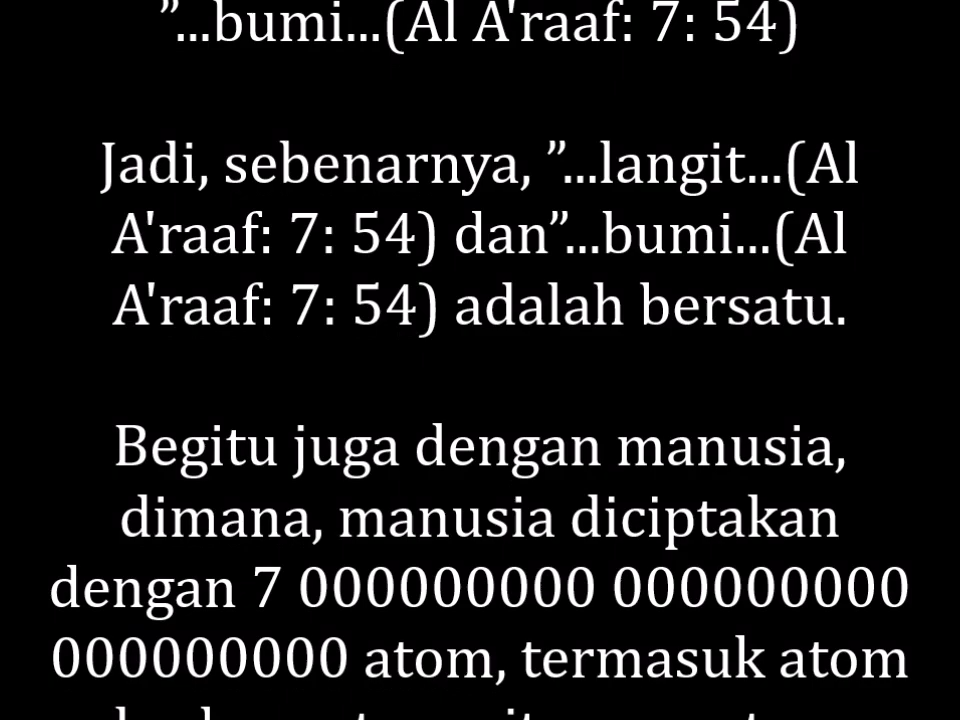 ”...bumi...(Al A'raaf: 7: 54)
Jadi, sebenarnya, ”...langit...(Al
A'raaf: 7: 54) dan”...bumi...(Al
A'raaf: 7: 54) adalah bersatu.
Begitu juga dengan manusia,
dimana, manusia diciptakan
dengan 7 000000000 000000000
000000000 atom, termasuk atom